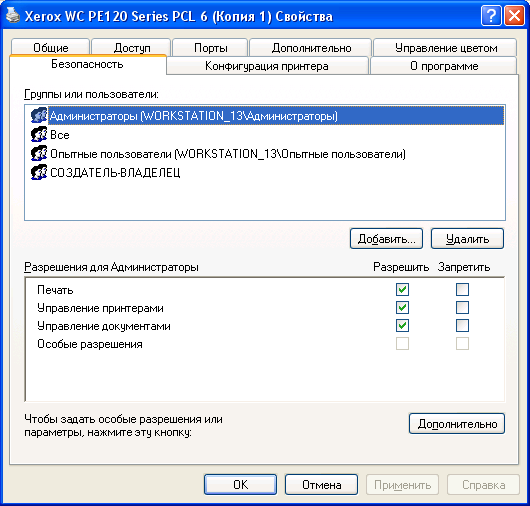 Xerox WC PE120 Series PCL 6 (Копия 1) Свойства
Общие Доступ Порты Дополнительно Управление цветом
Безопасность Конфигурация принтера О программе
Группы или пользователи:
Администраторы (WORKSTATION_13\Администраторы)
Все
Опытные пользователи (WORKSTATION_13\Опытные пользователи)
СОЗДАТЕЛЬ-ВЛАДЕЛЕЦ
Добавить... Удалить
Разрешения для Администраторы Разрешить Запретить
Печать
Управление принтерами
Управление документами
Особые разрешения
Чтобы задать особые разрешения или
параметры, нажмите эту кнопку:
Дополнительно
OK Отмена Применить Справка